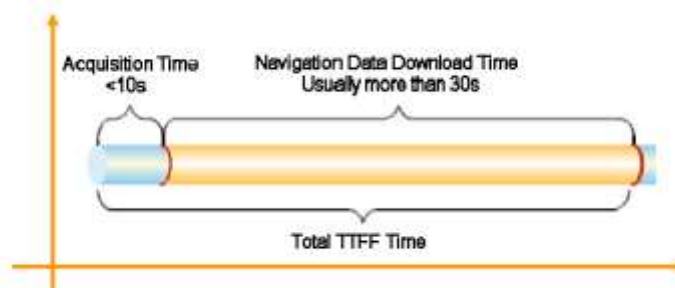 Acquisition Time
<10s
Navigation Data Download Time
Usually more than 30s
Total TTFF Time